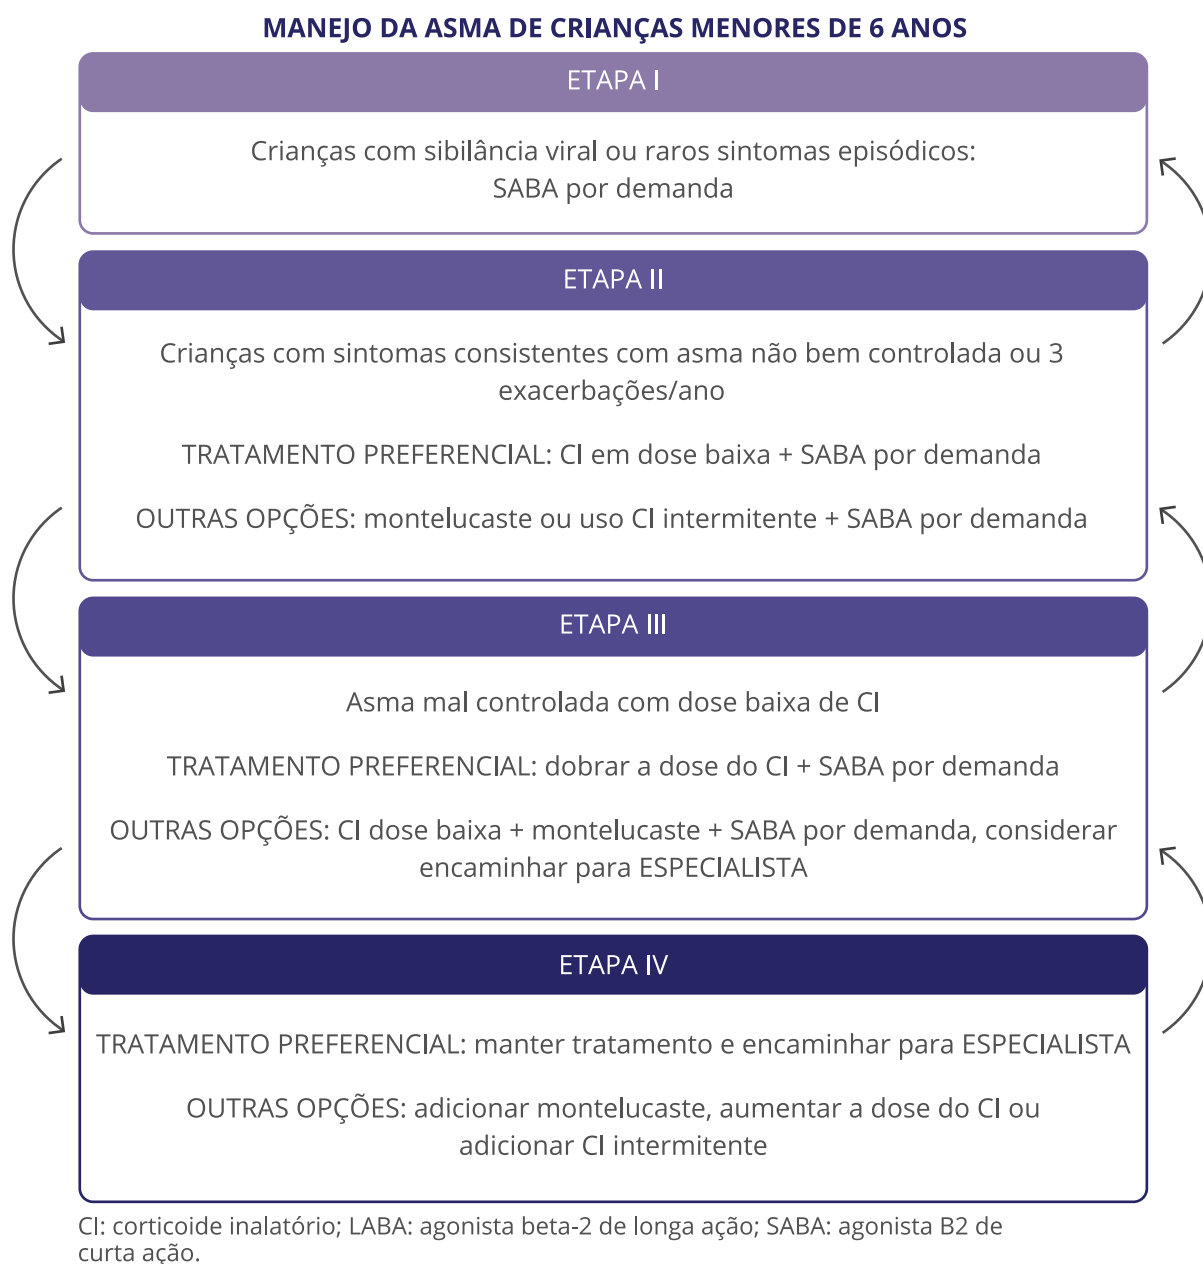 MANEJO DA ASMA DE CRIANÇAS MENORES DE 6 ANOS
ETAPA I
Crianças com sibilância viral ou raros sintomas episódicos:
SABA por demanda
ETAPA II
Crianças com sintomas consistentes com asma não bem controlada ou 3
exacerbações/ano
TRATAMENTO PREFERENCIAL: CI em dose baixa + SABA por demanda
OUTRAS OPÇÕES: montelucaste ou uso CI intermitente + SABA por demanda
ETAPA III
Asma mal controlada com dose baixa de CI
TRATAMENTO PREFERENCIAL: dobrar a dose do CI + SABA por demanda
OUTRAS OPÇÕES: CI dose baixa + montelucaste + SABA por demanda, considerar
encaminhar para ESPECIALISTA
ETAPA IV
TRATAMENTO PREFERENCIAL: manter tratamento e encaminhar para ESPECIALISTA
OUTRAS OPÇÕES: adicionar montelucaste, aumentar a dose do CI ou
adicionar CI intermitente
CI: corticoide inalatório; LABA: agonista beta-2 de longa ação; SABA: agonista B2 de
curta ação.